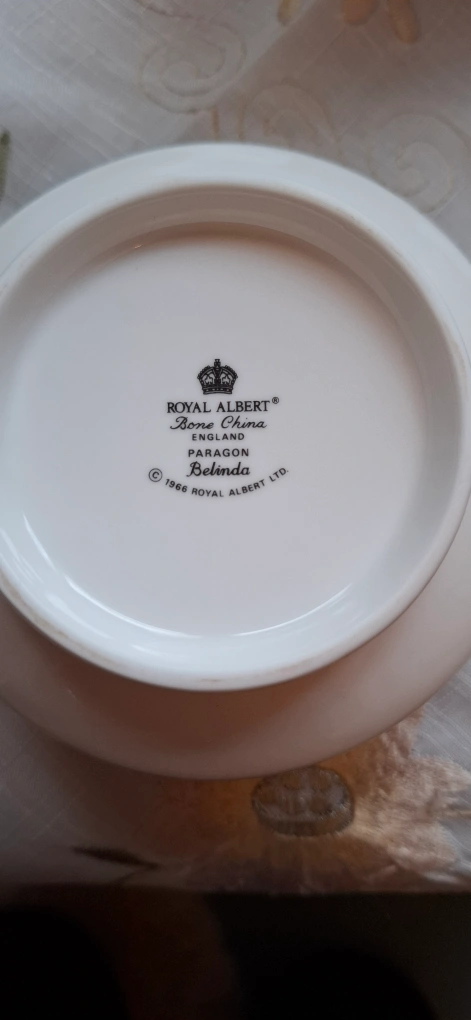 ROYAL ALBERT®
Bone China
ENGLAND
PARAGON
Belinda
© 1966 ROYAL ALBERT LTD.